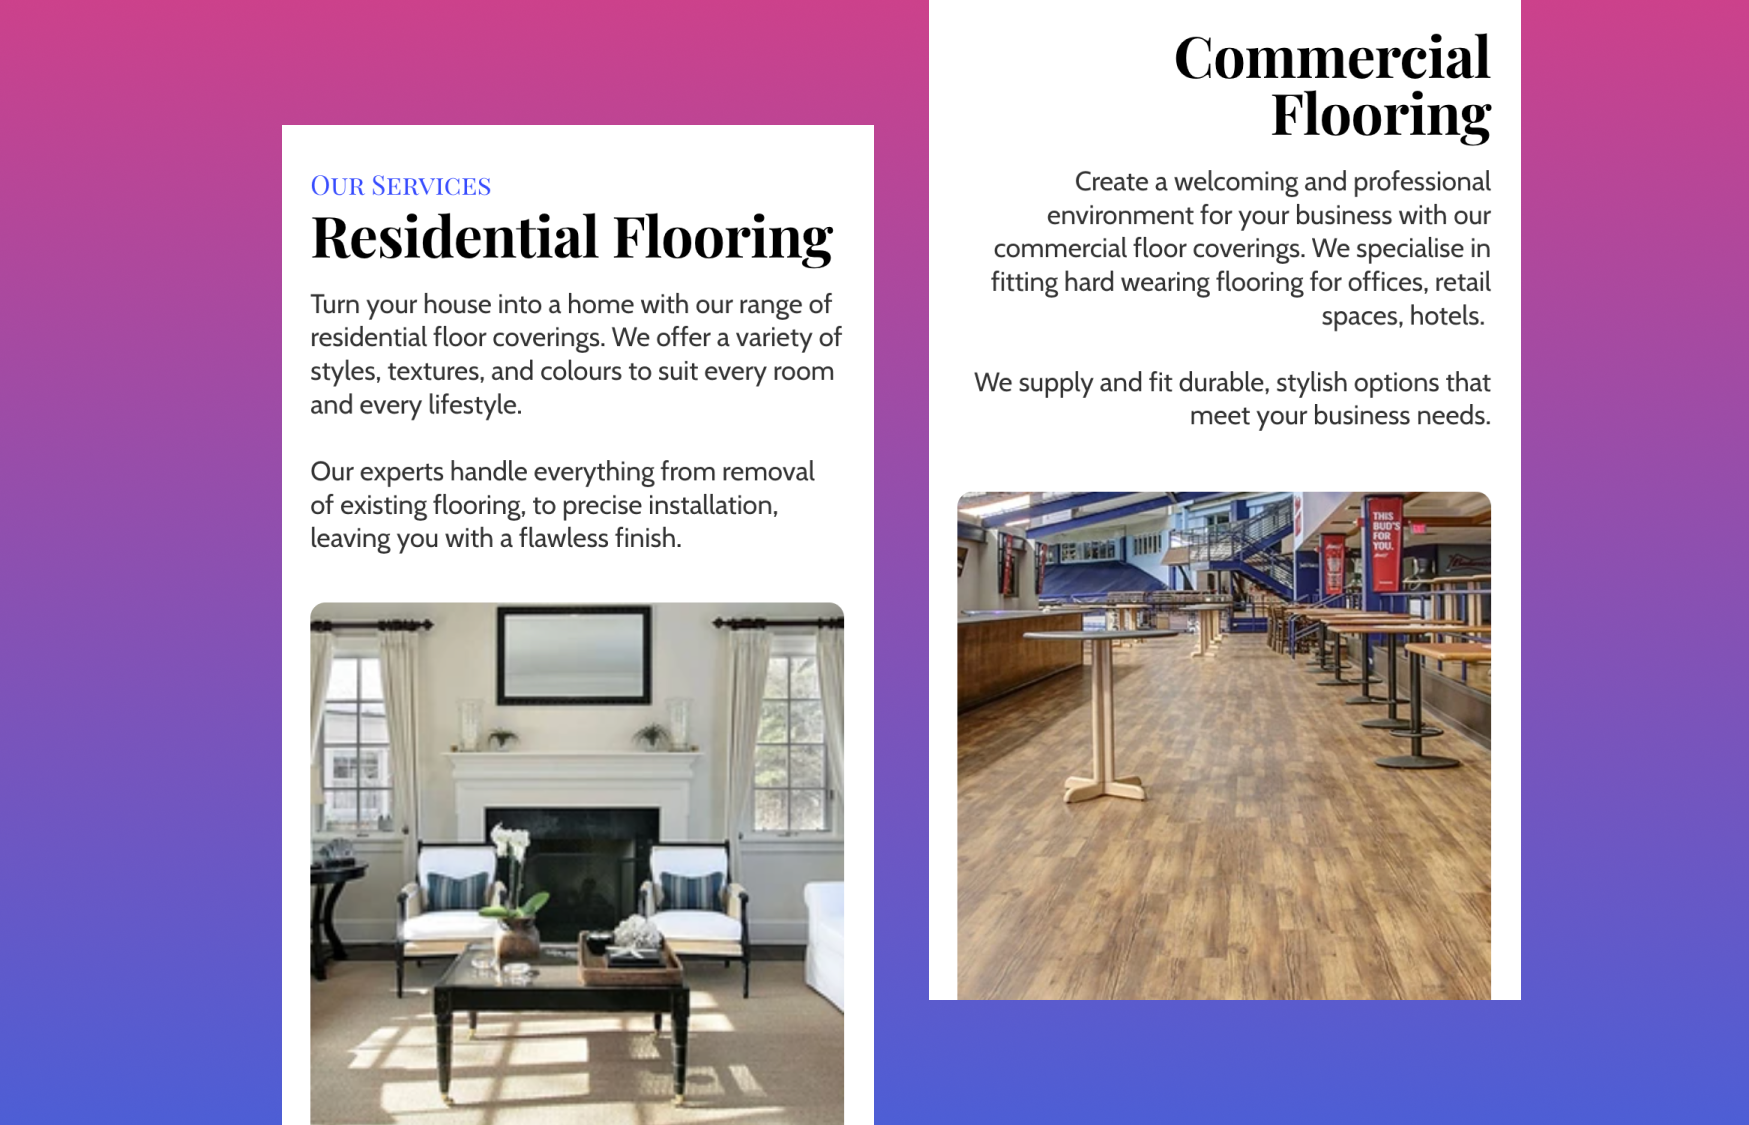 Our Services
Residential Flooring
Turn your house into a home with our range of
residential floor coverings. We offer a variety of
styles, textures, and colours to suit every room
and every lifestyle.
Our experts handle everything from removal
of existing flooring, to precise installation,
leaving you with a flawless finish.
Commercial
Flooring
Create a welcoming and professional
environment for your business with our
commercial floor coverings. We specialise in
fitting hard wearing flooring for offices, retail
spaces, hotels.
We supply and fit durable, stylish options that
meet your business needs.
THIS
BUD'S
FOR
YOU.